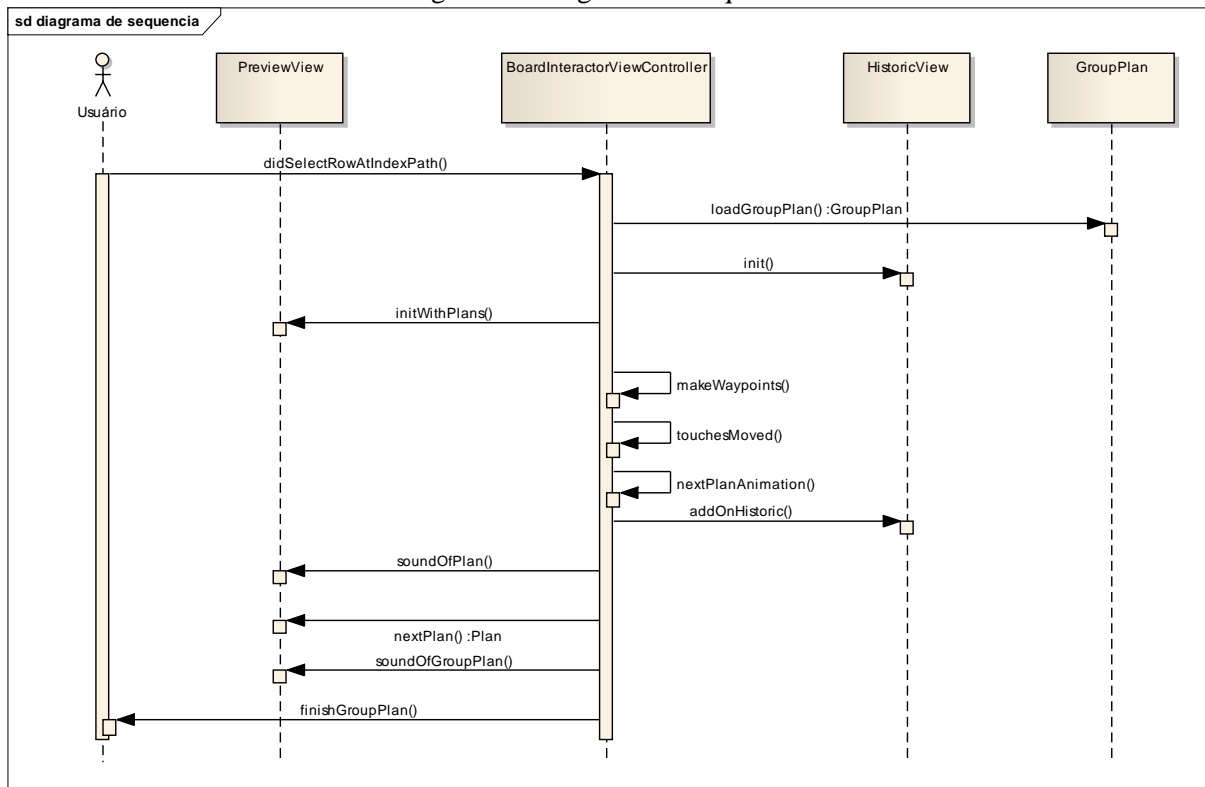 sd diagrama de sequencia
Usuário
PreviewView
BoardInteractorViewController
HistoricView
GroupPlan
didSelectRowAtIndexPath()
loadGroupPlan() :GroupPlan
init()
initWithPlans()
makeWaypoints()
touchesMoved()
nextPlanAnimation()
addOnHistoric()
soundOfPlan()
nextPlan() :Plan
soundOfGroupPlan()
finishGroupPlan()